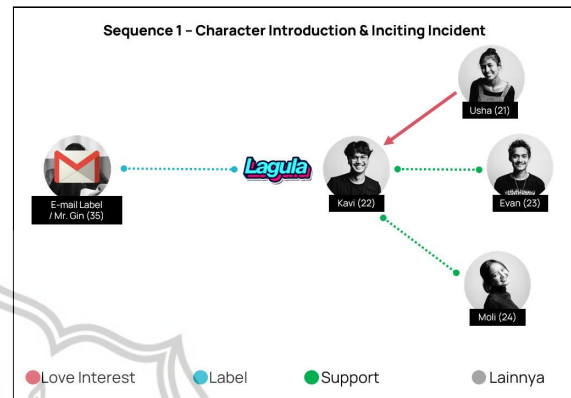 Sequence 1 – Character Introduction & Inciting Incident
Usha (21)
Lagula
E-mail Label
/ Mr. Gin (35)
Kavi (22)
Evan (23)
Moli (24)
Love Interest
Label
Support
Lainnya